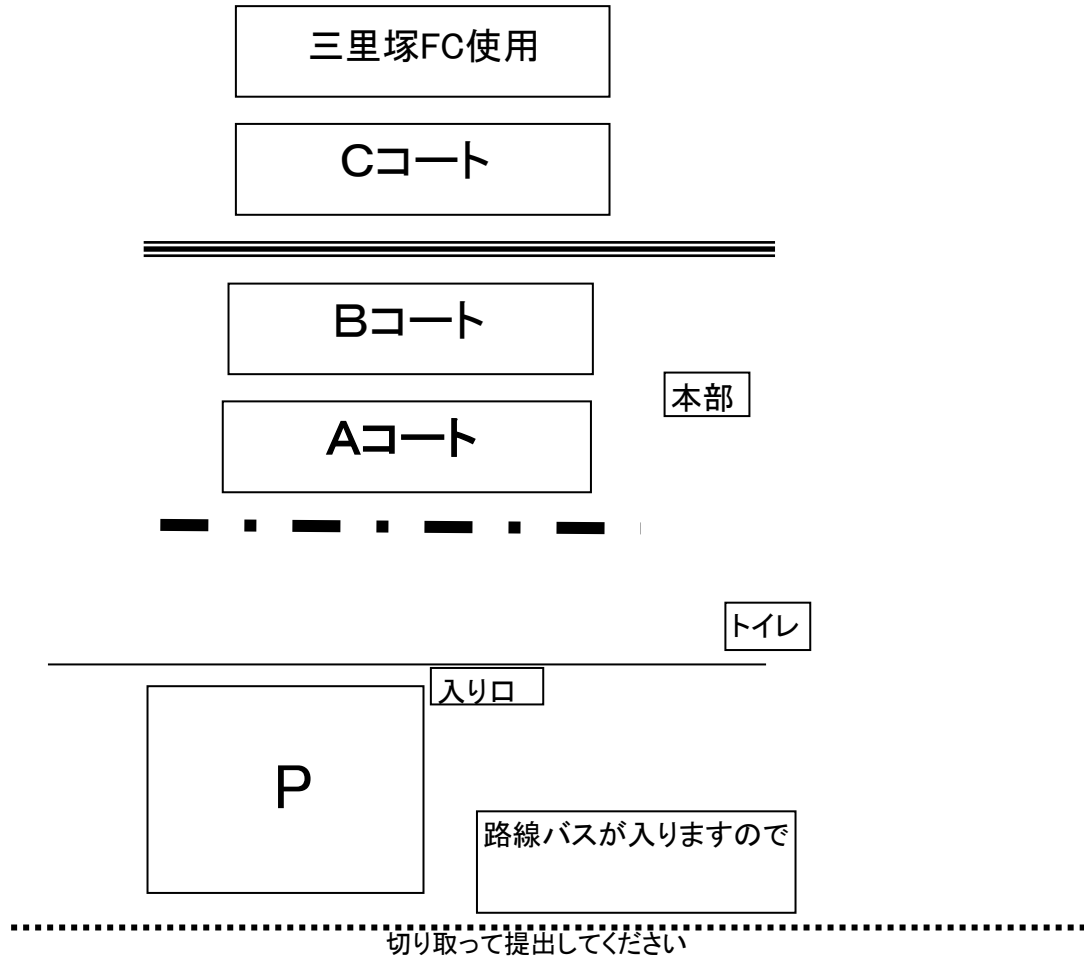 三里塚FC使用
Cコート
Bコート
本部
Aコート
トイレ
入り口
P
路線バスが入りますので
切り取って提出してください